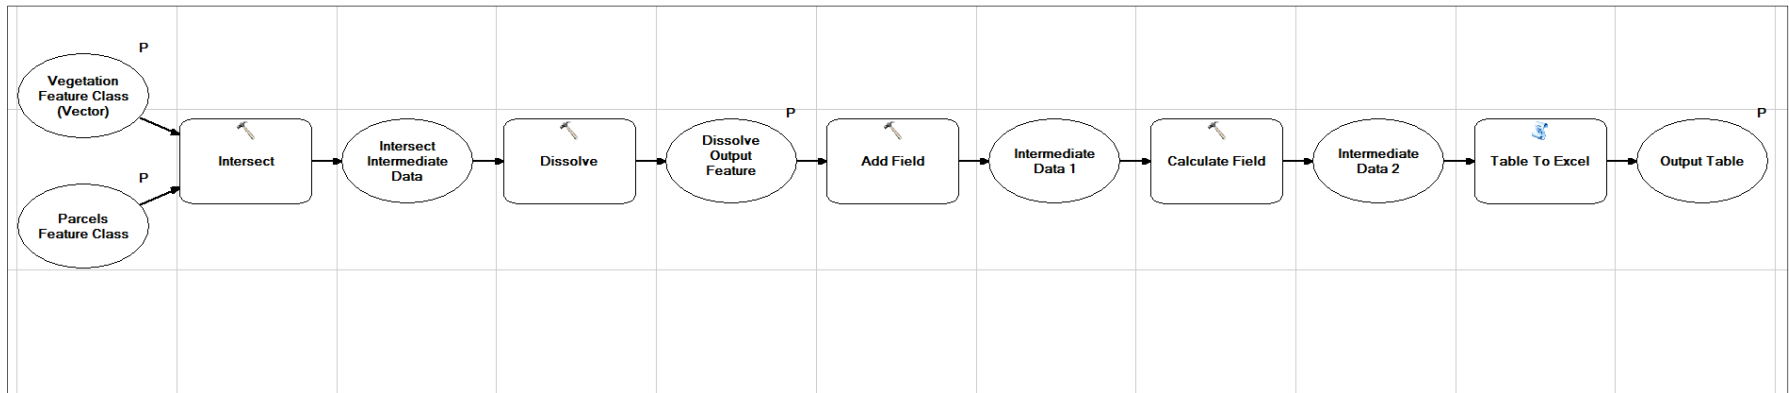 P
Vegetation
Feature Class
(Vector)
P
Parcels
Feature Class
Intersect
Intersect
Intermediate
Data
Dissolve
P
Dissolve
Output
Feature
Add Field
Intermediate
Data 1
Calculate Field
Intermediate
Data 2
Table To Excel
P
Output Table